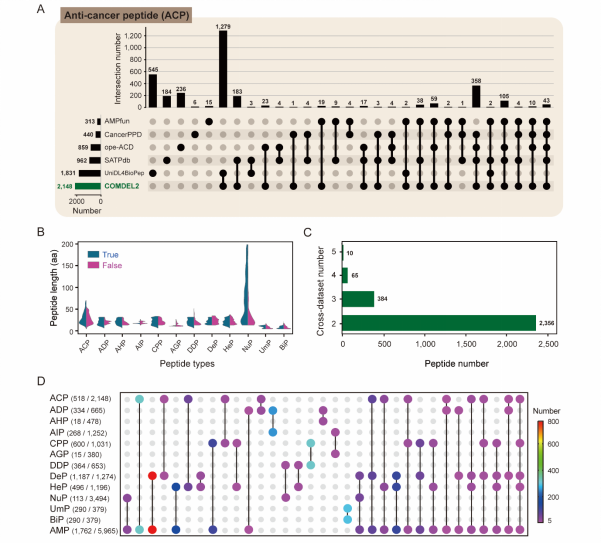 A
Anti-cancer peptide (ACP)
Intersection number
1,200
1,000
800
600
400
200
0
545 184 236 6 15 1,279 183 3 23 4 1 4 19 9 4 17 3 4 2 38 59 2 1 358 2 105 4 10 43
313 AMPfun
440 CancerPPD
859 ope-ACD
962 SATPdb
1,831 UniDL4BioPep
2,148 COMDEL2
2000 0
Number
B
Peptide length (aa)
200
150
100
50
0
True
False
ACP ADP AHP AIP CPP AGP DDP DeP HeP NuP UmP BiP
Peptide types
C
Cross-dataset number
5 10
4 65
3 384
2 2,356
0 500 1,000 1,500 2,000 2,500
Peptide number
D
ACP (518 / 2,148)
ADP (334 / 665)
AHP (18 / 478)
AIP (268 / 1,252)
CPP (600 / 1,031)
AGP (15 / 380)
DDP (364 / 653)
DeP (1,187 / 1,274)
HeP (496 / 1,196)
NuP (113 / 3,494)
UmP (290 / 379)
BiP (290 / 379)
AMP (1,762 / 5,965)
Number
800
600
400
200
5